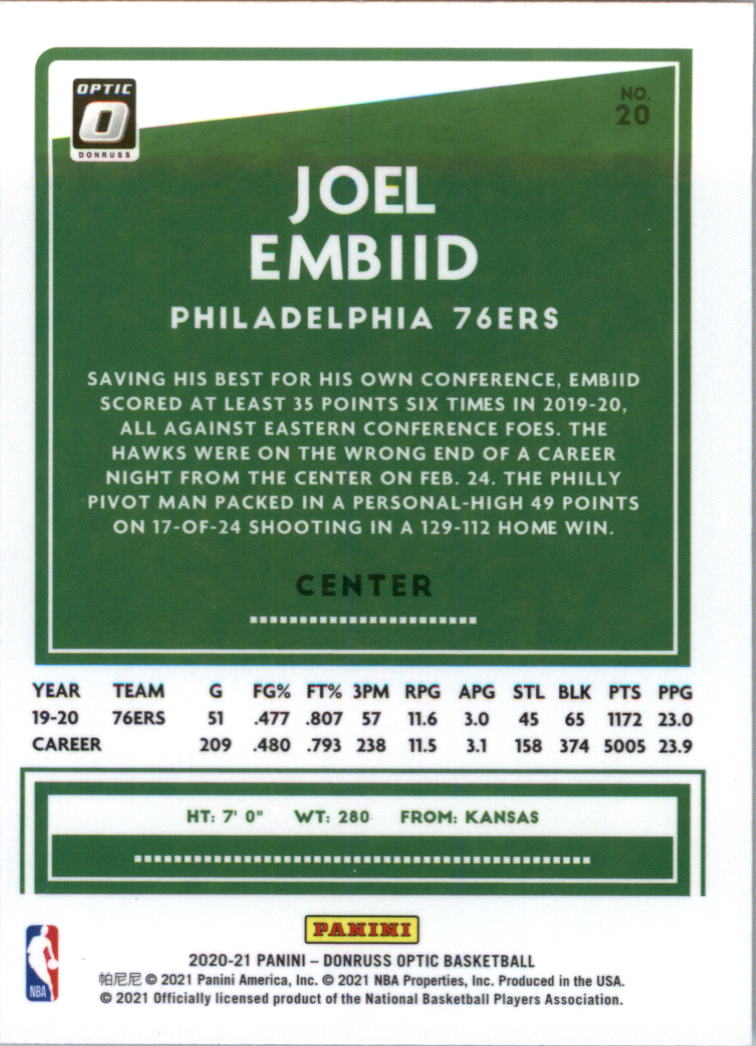 OPTIC
DONRUSS
NO.
20
JOEL
EMBIID
PHILADELPHIA 76ERS
SAVING HIS BEST FOR HIS OWN CONFERENCE, EMBIID
SCORED AT LEAST 35 POINTS SIX TIMES IN 2019-20,
ALL AGAINST EASTERN CONFERENCE FOES. THE
HAWKS WERE ON THE WRONG END OF A CAREER
NIGHT FROM THE CENTER ON FEB. 24. THE PHILLY
PIVOT MAN PACKED IN A PERSONAL-HIGH 49 POINTS
ON 17-OF-24 SHOOTING IN A 129-112 HOME WIN.
CENTER
YEAR TEAM G FG% FT% 3PM RPG APG STL BLK PTS PPG
19-20 76ERS 51 .477 .807 57 11.6 3.0 45 65 1172 23.0
CAREER 209 .480 .793 238 11.5 3.1 158 374 5005 23.9
HT: 7' 0" WT: 280 FROM: KANSAS
PANINI
NBA
2020-21 PANINI – DONRUSS OPTIC BASKETBALL
帕尼尼 © 2021 Panini America, Inc. © 2021 NBA Properties, Inc. Produced in the USA.
© 2021 Officially licensed product of the National Basketball Players Association.